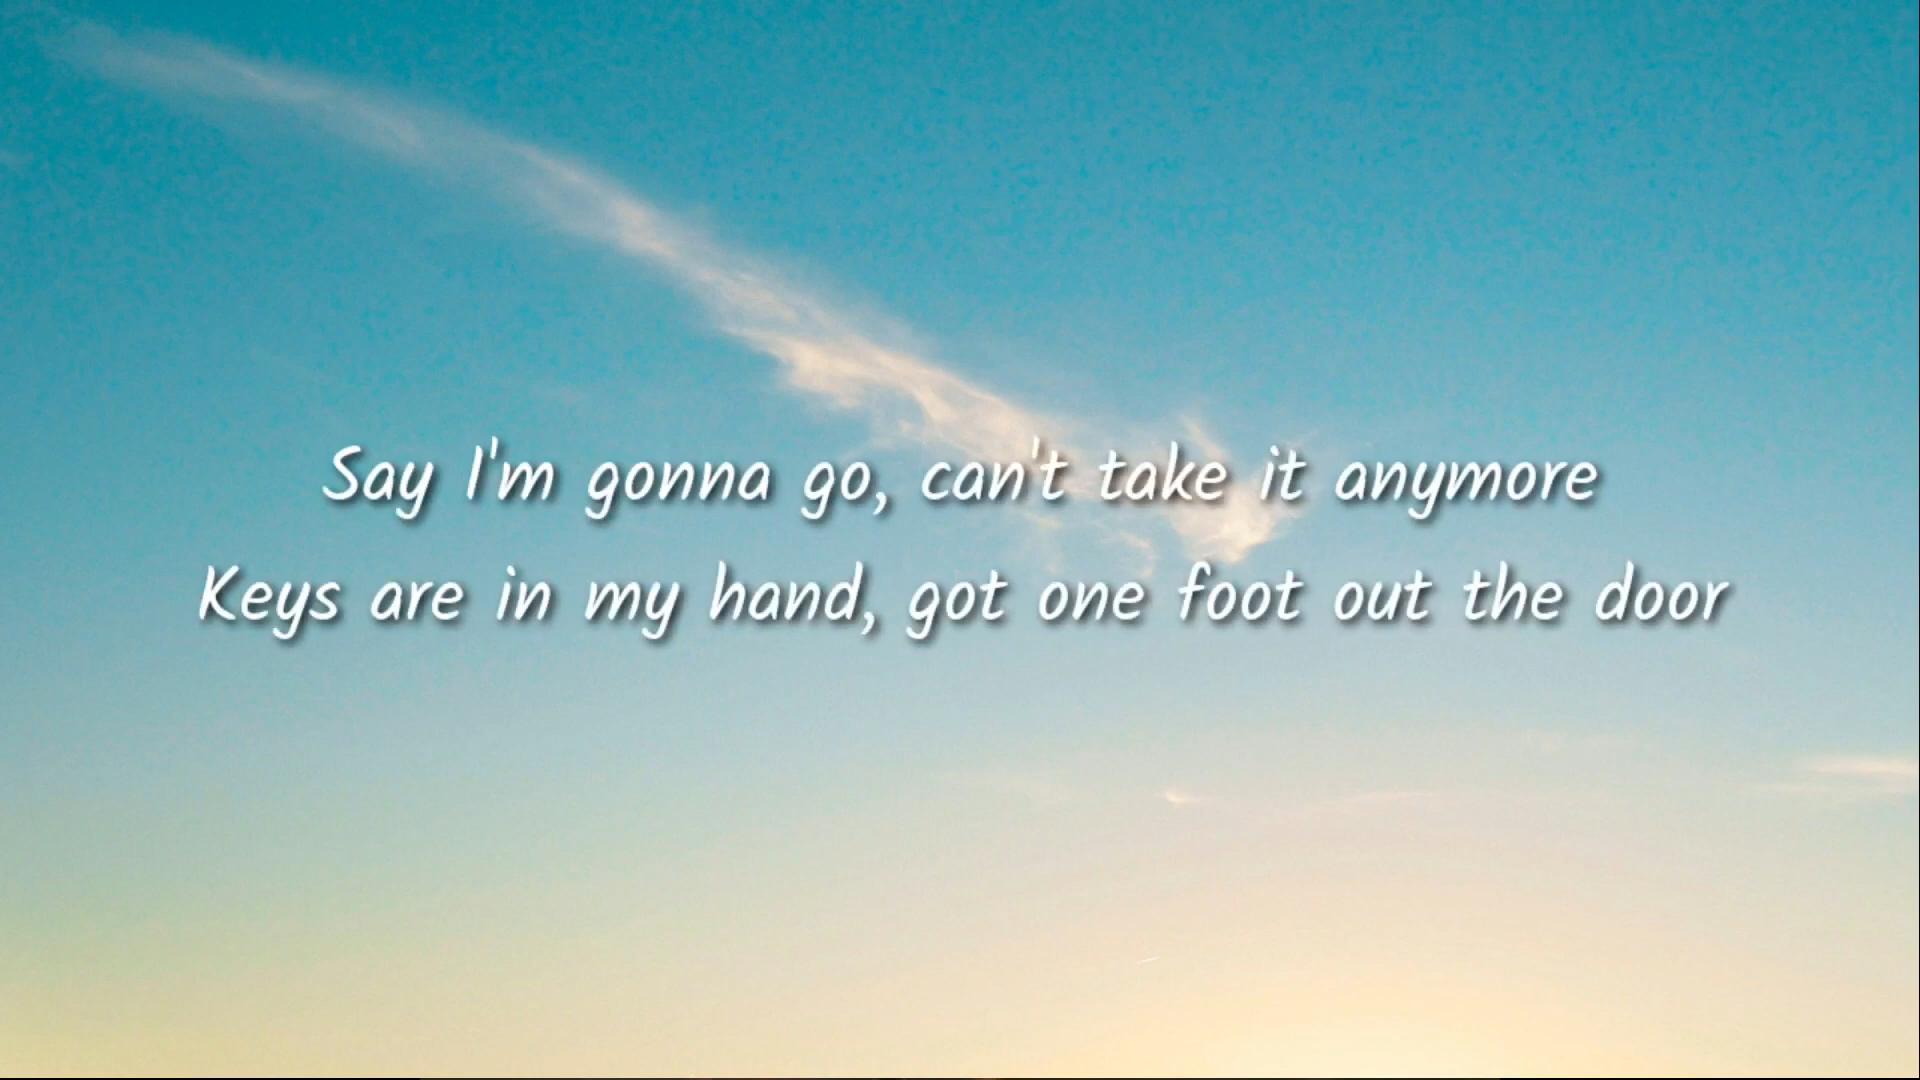 Say I'm gonna go, can't take it anymore
Keys are in my hand, got one foot out the door